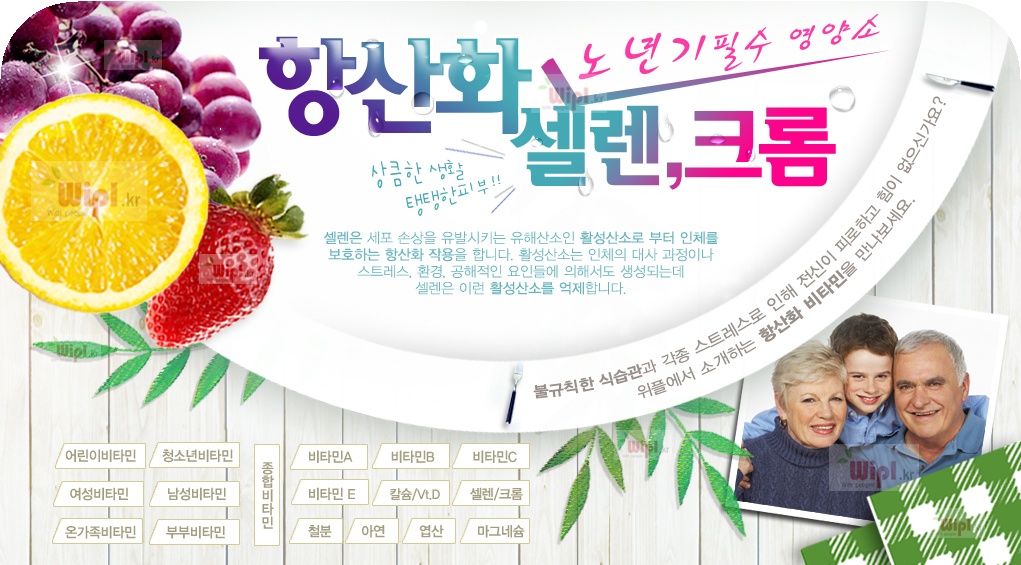 노년기필수 영양소
항산화
셀렌,크롬
상큼한 생활
탱탱한피부!!
셀렌은 세포 손상을 유발시키는 유해산소인 활성산소로 부터 인체를
보호하는 항산화 작용을 합니다. 활성산소는 인체의 대사 과정이나
스트레스, 환경, 공해적인 요인들에 의해서도 생성되는데
셀렌은 이런 활성산소를 억제합니다.
불규칙한 식습관과 각종 스트레스로 인해 전신이 피로하고 힘이 없으신가요?
위플에서 소개하는 항산화 비타민을 만나보세요.
어린이비타민
청소년비타민
여성비타민
남성비타민
온가족비타민
부부비타민
종합비타민
비타민A
비타민B
비타민C
비타민 E
칼슘/Vt.D
셀렌/크롬
철분
아연
엽산
마그네슘
Wipl.kr
Wipl.kr
Wipl.kr
Wipl.kr
Wipl.kr